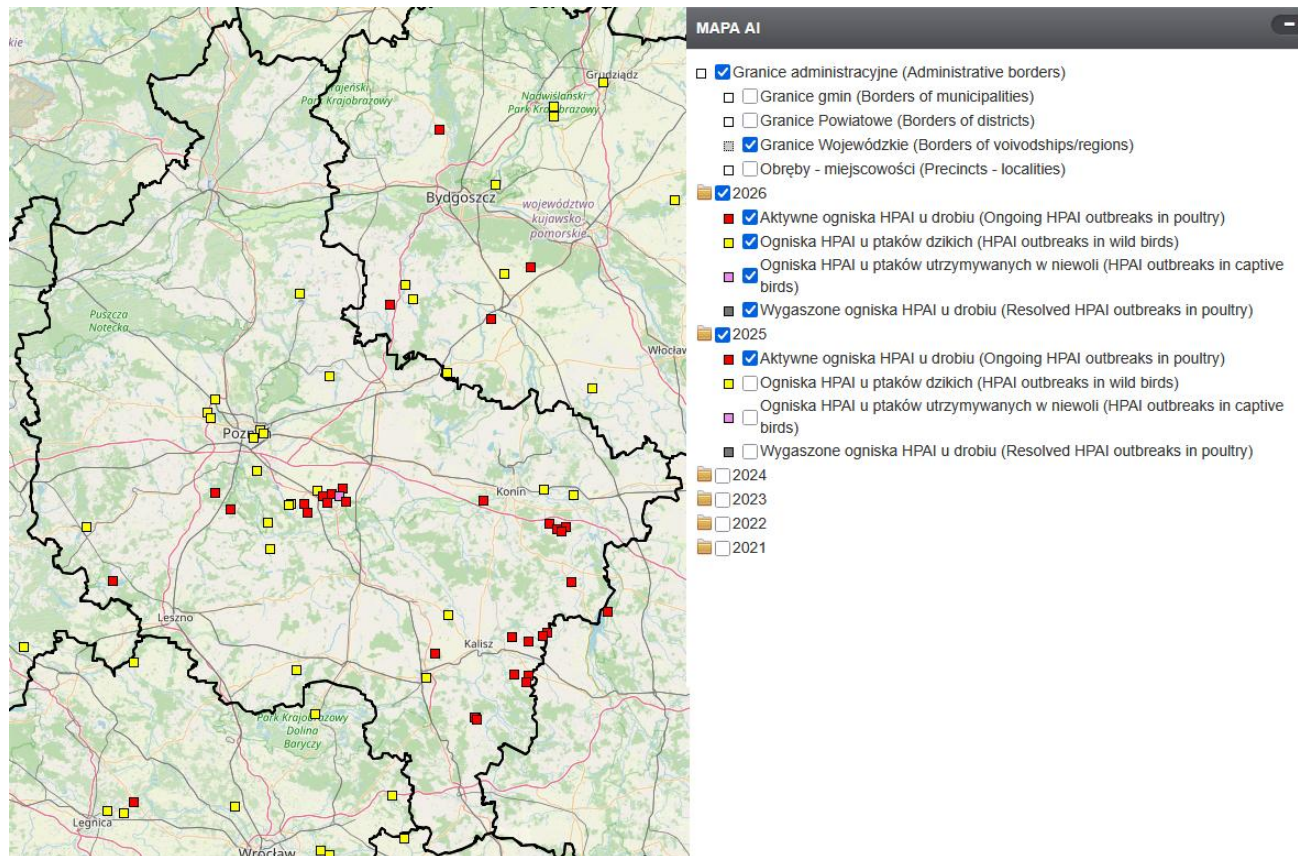 kie
Krajeński
Park Krajobrazowy
Grudziądz
Nadwiślański
Park Krajobrazowy
Bydgoszcz
województwo
kujawsko-
pomorskie
Puszcza
Notecka
Włocław
Poznań
Konin
Leszno
Kalisz
Park Krajobrazowy
Dolina
Baryczy
Legnica
Wrocław
MAPA AI
Granice administracyjne (Administrative borders)
Granice gmin (Borders of municipalities)
Granice Powiatowe (Borders of districts)
Granice Wojewódzkie (Borders of voivodships/regions)
Obręby - miejscowości (Precincts - localities)
2026
Aktywne ogniska HPAI u drobiu (Ongoing HPAI outbreaks in poultry)
Ogniska HPAI u ptaków dzikich (HPAI outbreaks in wild birds)
Ogniska HPAI u ptaków utrzymywanych w niewoli (HPAI outbreaks in captive
birds)
Wygaszone ogniska HPAI u drobiu (Resolved HPAI outbreaks in poultry)
2025
Aktywne ogniska HPAI u drobiu (Ongoing HPAI outbreaks in poultry)
Ogniska HPAI u ptaków dzikich (HPAI outbreaks in wild birds)
Ogniska HPAI u ptaków utrzymywanych w niewoli (HPAI outbreaks in captive
birds)
Wygaszone ogniska HPAI u drobiu (Resolved HPAI outbreaks in poultry)
2024
2023
2022
2021